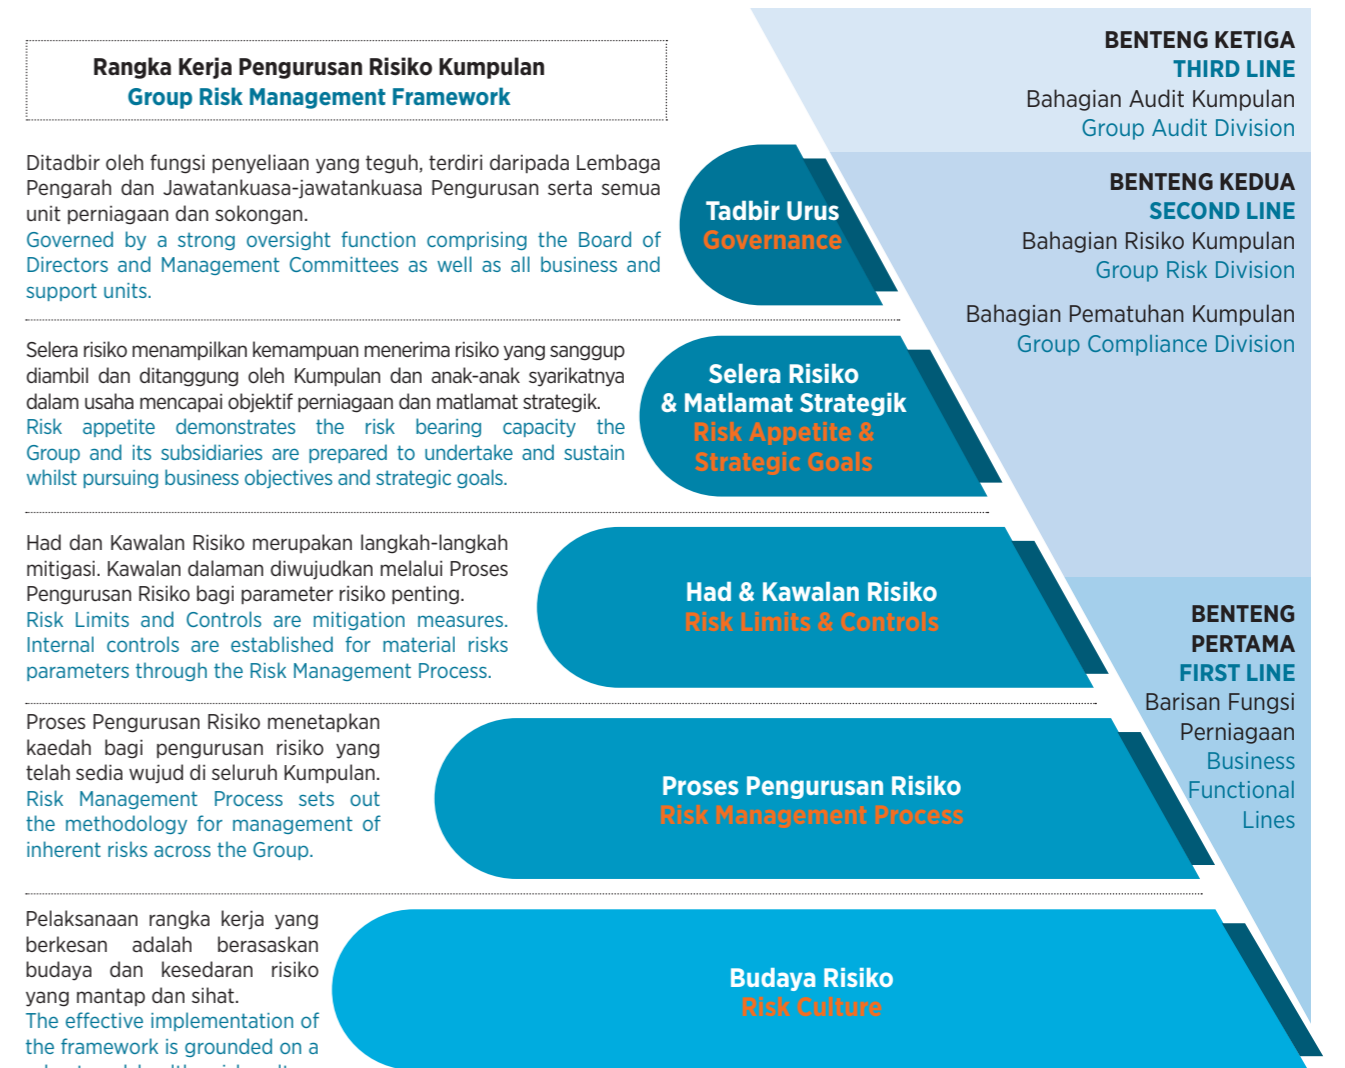 Rangka Kerja Pengurusan Risiko Kumpulan
Group Risk Management Framework
BENTENG KETIGA
THIRD LINE
Bahagian Audit Kumpulan
Group Audit Division
Ditadbir oleh fungsi penyeliaan yang teguh, terdiri daripada Lembaga
Pengarah dan Jawatankuasa-jawatankuasa Pengurusan serta semua
unit perniagaan dan sokongan.
Governed by a strong oversight function comprising the Board of
Directors and Management Committees as well as all business and
support units.
Tadbir Urus
Governance
BENTENG KEDUA
SECOND LINE
Bahagian Risiko Kumpulan
Group Risk Division
Bahagian Pematuhan Kumpulan
Group Compliance Division
Selera risiko menampilkan kemampuan menerima risiko yang sanggup
diambil dan ditanggung oleh Kumpulan dan anak-anak syarikatnya
dalam usaha mencapai objektif perniagaan dan matlamat strategik.
Risk appetite demonstrates the risk bearing capacity the
Group and its subsidiaries are prepared to undertake and sustain
whilst pursuing business objectives and strategic goals.
Selera Risiko
& Matlamat Strategik
Risk Appetite &
Strategic Goals
Had dan Kawalan Risiko merupakan langkah-langkah
mitigasi. Kawalan dalaman diwujudkan melalui Proses
Pengurusan Risiko bagi parameter risiko penting.
Risk Limits and Controls are mitigation measures.
Internal controls are established for material risks
parameters through the Risk Management Process.
Had & Kawalan Risiko
Risk Limits & Controls
BENTENG
PERTAMA
FIRST LINE
Barisan Fungsi
Perniagaan
Business
Functional
Lines
Proses Pengurusan Risiko menetapkan
kaedah bagi pengurusan risiko yang
telah sedia wujud di seluruh Kumpulan.
Risk Management Process sets out
the methodology for management of
inherent risks across the Group.
Proses Pengurusan Risiko
Risk Management Process
Pelaksanaan rangka kerja yang
berkesan adalah berasaskan
budaya dan kesedaran risiko
yang mantap dan sihat.
The effective implementation of
the framework is grounded on a
Budaya Risiko
Risk Culture